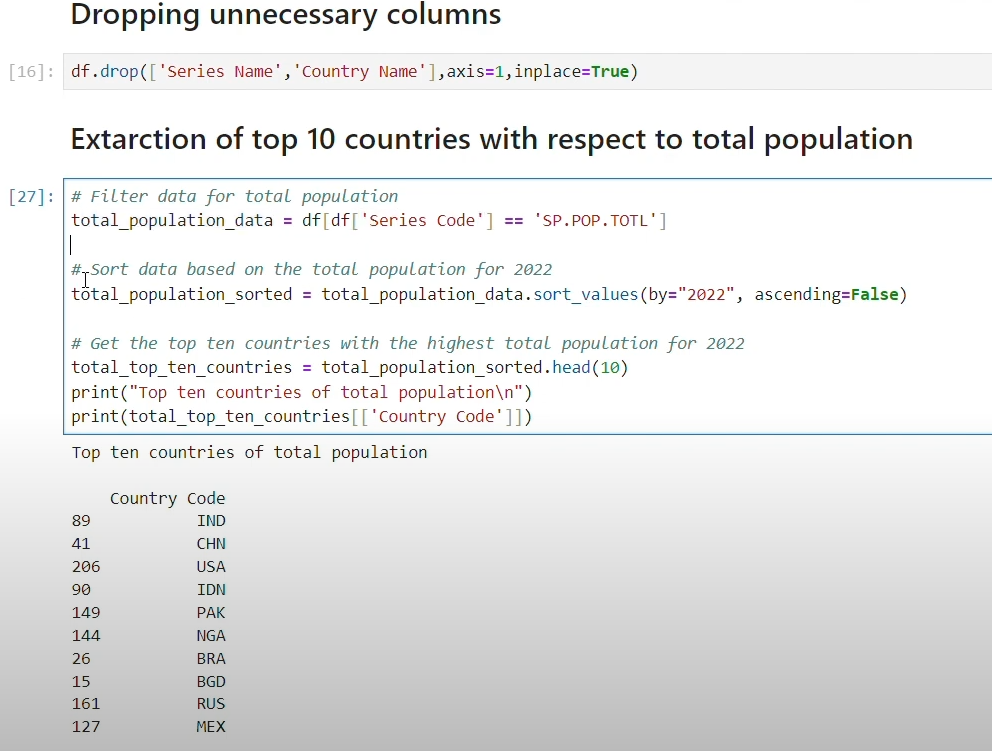 Dropping unnecessary columns
[16]: df.drop(['Series Name','Country Name'],axis=1,inplace=True)
Extarction of top 10 countries with respect to total population
[27]: # Filter data for total population
total_population_data = df[df['Series Code'] == 'SP.POP.TOTL']
# Sort data based on the total population for 2022
total_population_sorted = total_population_data.sort_values(by="2022", ascending=False)
# Get the top ten countries with the highest total population for 2022
total_top_ten_countries = total_population_sorted.head(10)
print("Top ten countries of total population\n")
print(total_top_ten_countries[['Country Code']])
Top ten countries of total population
Country Code
89 IND
41 CHN
206 USA
90 IDN
149 PAK
144 NGA
26 BRA
15 BGD
161 RUS
127 MEX